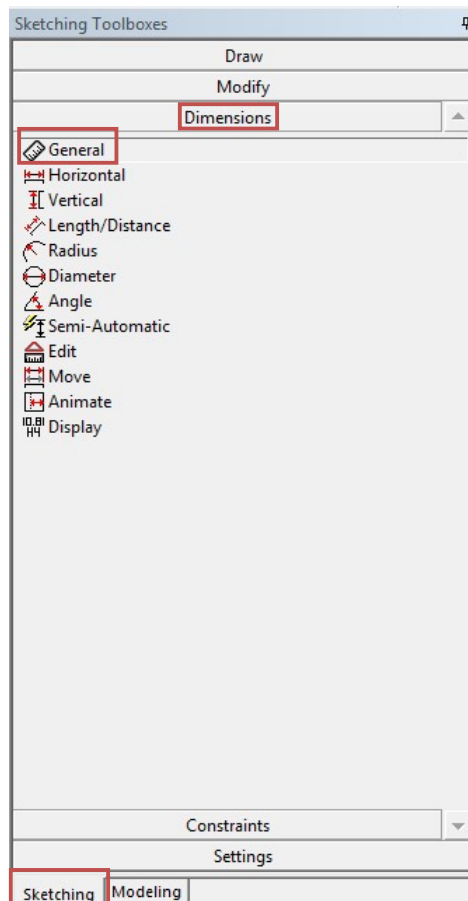 Sketching Toolboxes
Draw
Modify
Dimensions
General
Horizontal
Vertical
Length/Distance
Radius
Diameter
Angle
Semi-Automatic
Edit
Move
Animate
Display
Constraints
Settings
Sketching Modeling